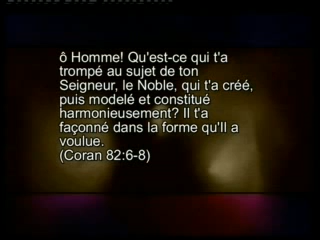 ô Homme! Qu'est-ce qui t'a
trompé au sujet de ton
Seigneur, le Noble, qui t'a créé,
puis modelé et constitué
harmonieusement? Il t'a
façonné dans la forme qu'Il a
voulue.
(Coran 82:6-8)